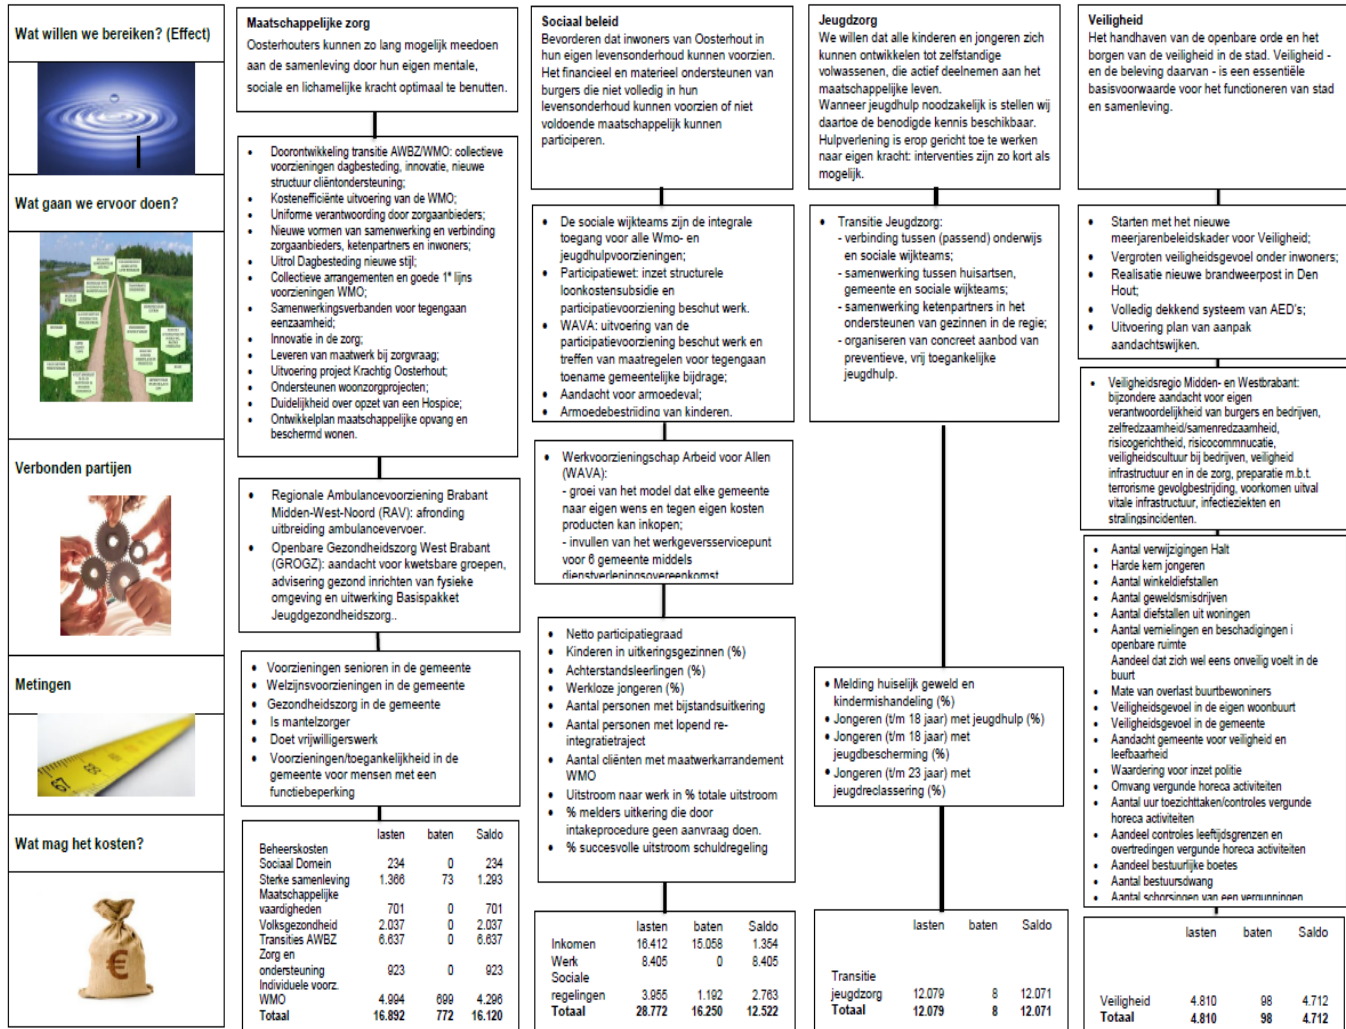 Wat willen we bereiken? (Effect)
Wat gaan we ervoor doen?
Verbonden partijen
Metingen
Wat mag het kosten?
Maatschappelijke zorg
Oosterhouters kunnen zo lang mogelijk meedoen
aan de samenleving door hun eigen mentale,
sociale en lichamelijke kracht optimaal te benutten.
• Doorontwikkeling transitie AWBZ/WMO: collectieve
voorzieningen dagbesteding, innovatie, nieuwe
structuur cliëntondersteuning;
• Kostenefficiënte uitvoering van de WMO;
• Uniforme verantwoording door zorgaanbieders;
• Nieuwe vormen van samenwerking en verbinding
zorgaanbieders, ketenpartners en inwoners;
• Uitrol Dagbesteding nieuwe stijl;
• Collectieve arrangementen en goede 1e lijns
voorzieningen WMO;
• Samenwerkingsverbanden voor tegengaan
eenzaamheid;
• Innovatie in de zorg;
• Leveren van maatwerk bij zorgvraag;
• Uitvoering project Krachtig Oosterhout;
• Ondersteunen woonzorgprojecten;
• Duidelijkheid over opzet van een Hospice;
• Ontwikkelplan maatschappelijke opvang en
beschermd wonen.
• Regionale Ambulancevoorziening Brabant
Midden-West-Noord (RAV): afronding
uitbreiding ambulancevervoer.
• Openbare Gezondheidszorg West Brabant
(GROGZ): aandacht voor kwetsbare groepen,
advisering gezond inrichten van fysieke
omgeving en uitwerking Basispakket
Jeugdgezondheidszorg..
• Voorzieningen senioren in de gemeente
• Welzijnsvoorzieningen in de gemeente
• Gezondheidszorg in de gemeente
• Is mantelzorger
• Doet vrijwilligerswerk
• Voorzieningen/toegankelijkheid in de
gemeente voor mensen met een
functiebeperking
lasten baten Saldo
Beheerskosten
Sociaal Domein 234 0 234
Sterke samenleving 1.366 73 1.293
Maatschappelijke
vaardigheden 701 0 701
Volksgezondheid 2.037 0 2.037
Transities AWBZ 6.637 0 6.637
Zorg en
ondersteuning 923 0 923
Individuele voorz.
WMO 4.994 699 4.296
Totaal 16.892 772 16.120
Sociaal beleid
Bevorderen dat inwoners van Oosterhout in
hun eigen levensonderhoud kunnen voorzien.
Het financieel en materieel ondersteunen van
burgers die niet volledig in hun
levensonderhoud kunnen voorzien of niet
voldoende maatschappelijk kunnen
participeren.
• De sociale wijkteams zijn de integrale
toegang voor alle Wmo- en
jeugdhulpvoorzieningen;
• Participatiewet: inzet structurele
loonkostensubsidie en
participatievoorziening beschut werk.
• WAVA: uitvoering van de
participatievoorziening beschut werk en
treffen van maatregelen voor tegengaan
toename gemeentelijke bijdrage;
• Aandacht voor armoedeval;
• Armoedebestrijding van kinderen.
• Werkvoorzieningschap Arbeid voor Allen
(WAVA):
- groei van het model dat elke gemeente
naar eigen wens en tegen eigen kosten
producten kan inkopen;
- invullen van het werkgeversservicepunt
voor 6 gemeente middels
dienstverleningsovereenkomst
• Netto participatiegraad
• Kinderen in uitkeringsgezinnen (%)
• Achterstandsleerlingen (%)
• Werkloze jongeren (%)
• Aantal personen met bijstandsuitkering
• Aantal personen met lopend re-
integratietraject
• Aantal cliënten met maatwerkarrandement
WMO
• Uitstroom naar werk in % totale uitstroom
• % melders uitkering die door
intakeprocedure geen aanvraag doen.
• % succesvolle uitstroom schuldregeling
lasten baten Saldo
Inkomen 16.412 15.058 1.354
Werk 8.405 0 8.405
Sociale
regelingen 3.955 1.192 2.763
Totaal 28.772 16.250 12.522
Jeugdzorg
We willen dat alle kinderen en jongeren zich
kunnen ontwikkelen tot zelfstandige
volwassenen, die actief deelnemen aan het
maatschappelijke leven.
Wanneer jeugdhulp noodzakelijk is stellen wij
daartoe de benodigde kennis beschikbaar.
Hulpverlening is erop gericht toe te werken
naar eigen kracht: interventies zijn zo kort als
mogelijk.
• Transitie Jeugdzorg:
- verbinding tussen (passend) onderwijs
en sociale wijkteams;
- samenwerking tussen huisartsen,
gemeente en sociale wijkteams;
- samenwerking ketenpartners in het
ondersteunen van gezinnen in de regie;
- organiseren van concreet aanbod van
preventieve, vrij toegankelijke
jeugdhulp.
• Melding huiselijk geweld en
kindermishandeling (%)
• Jongeren (t/m 18 jaar) met jeugdhulp (%)
• Jongeren (t/m 18 jaar) met
jeugdbescherming (%)
• Jongeren (t/m 23 jaar) met
jeugdreclassering (%)
lasten baten Saldo
Transitie
jeugdzorg 12.079 8 12.071
Totaal 12.079 8 12.071
Veiligheid
Het handhaven van de openbare orde en het
borgen van de veiligheid in de stad. Veiligheid -
en de beleving daarvan - is een essentiële
basisvoorwaarde voor het functioneren van stad
en samenleving.
• Starten met het nieuwe
meerjarenbeleidskader voor Veiligheid;
• Vergroten veiligheidsgevoel onder inwoners;
• Realisatie nieuwe brandweerpost in Den
Hout;
• Volledig dekkend systeem van AED's;
• Uitvoering plan van aanpak
aandachtswijken.
• Veiligheidsregio Midden- en Westbrabant:
bijzondere aandacht voor eigen
verantwoordelijkheid van burgers en bedrijven,
zelfredzaamheid/samenredzaamheid,
risicogerichtheid, risicocommnucatie,
veiligheidscultuur bij bedrijven, veiligheid
infrastructuur en in de zorg, preparatie m.b.t.
terrorisme gevolgbestrijding, voorkomen uitval
vitale infrastructuur, infectieziekten en
stralingsincidenten.
• Aantal verwijzigingen Halt
• Harde kern jongeren
• Aantal winkeldiefstallen
• Aantal geweldsmisdrijven
• Aantal diefstallen uit woningen
• Aantal vernielingen en beschadigingen i
openbare ruimte
Aandeel dat zich wel eens onveilig voelt in de
buurt
• Mate van overlast buurtbewoniners
• Veiligheidsgevoel in de eigen woonbuurt
• Veiligheidsgevoel in de gemeente
• Aandacht gemeente voor veiligheid en
leefbaarheid
• Waardering voor inzet politie
• Omvang vergunde horeca activiteiten
• Aantal uur toezichttaken/controles vergunde
horeca activiteiten
• Aandeel controles leeftijdsgrenzen en
overtredingen vergunde horeca activiteiten
• Aandeel bestuurlijke boetes
• Aantal bestuursdwang
• Aantal schorsingen van een vergunningen
lasten baten Saldo
Veiligheid 4.810 98 4.712
Totaal 4.810 98 4.712